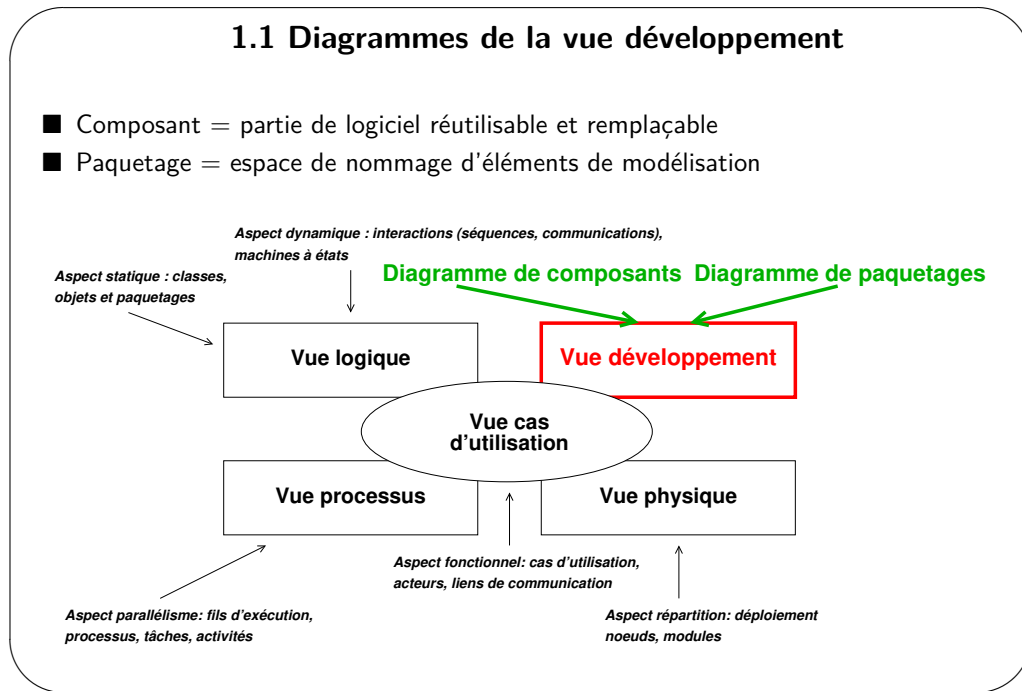 1.1 Diagrammes de la vue développement
■ Composant = partie de logiciel réutilisable et remplaçable
■ Paquetage = espace de nommage d'éléments de modélisation
Aspect dynamique : interactions (séquences, communications),
machines à états
Aspect statique : classes,
objets et paquetages
Diagramme de composants
Diagramme de paquetages
Vue logique
Vue développement
Vue cas
d'utilisation
Vue processus
Vue physique
Aspect fonctionnel: cas d'utilisation,
acteurs, liens de communication
Aspect parallélisme: fils d'exécution,
processus, tâches, activités
Aspect répartition: déploiement
noeuds, modules